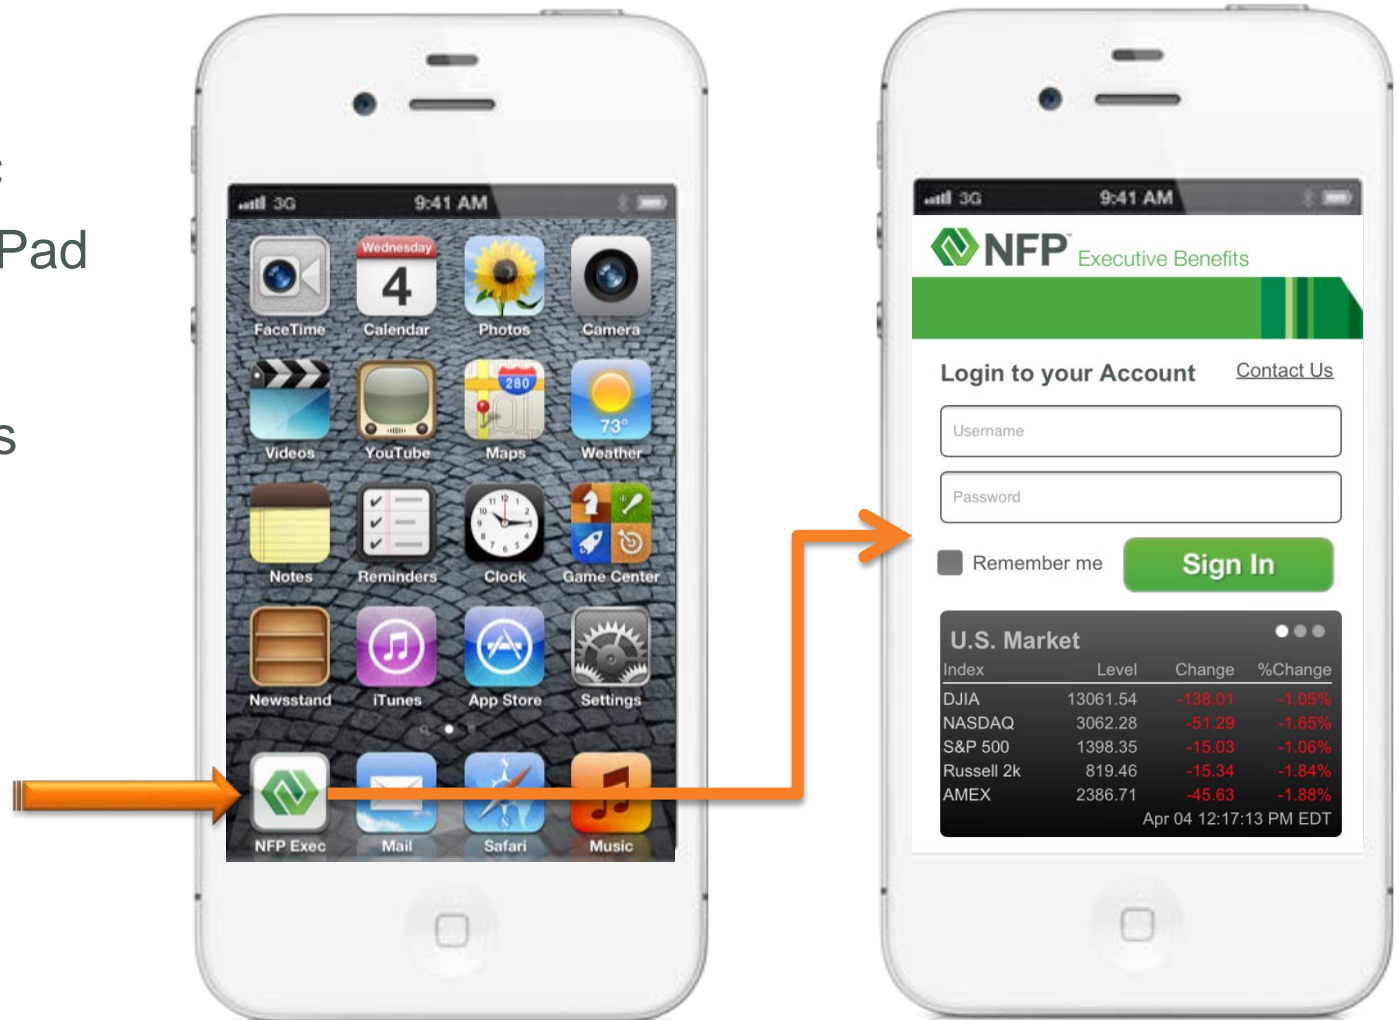 Pad
s
3G 9:41 AM
Wednesday
4
FaceTime Calendar Photos Camera
280
73°
Videos YouTube Maps Weather
Notes Reminders Clock Game Center
Newsstand iTunes App Store Settings
NFP Exec Mail Safari Music
3G 9:41 AM
NFP™ Executive Benefits
Login to your Account Contact Us
Username
Password
Remember me Sign In
U.S. Market
Index Level Change %Change
DJIA 13061.54 -138.01 -1.05%
NASDAQ 3062.28 -51.29 -1.65%
S&P 500 1398.35 -15.03 -1.06%
Russell 2k 819.46 -15.34 -1.84%
AMEX 2386.71 -45.63 -1.88%
Apr 04 12:17:13 PM EDT